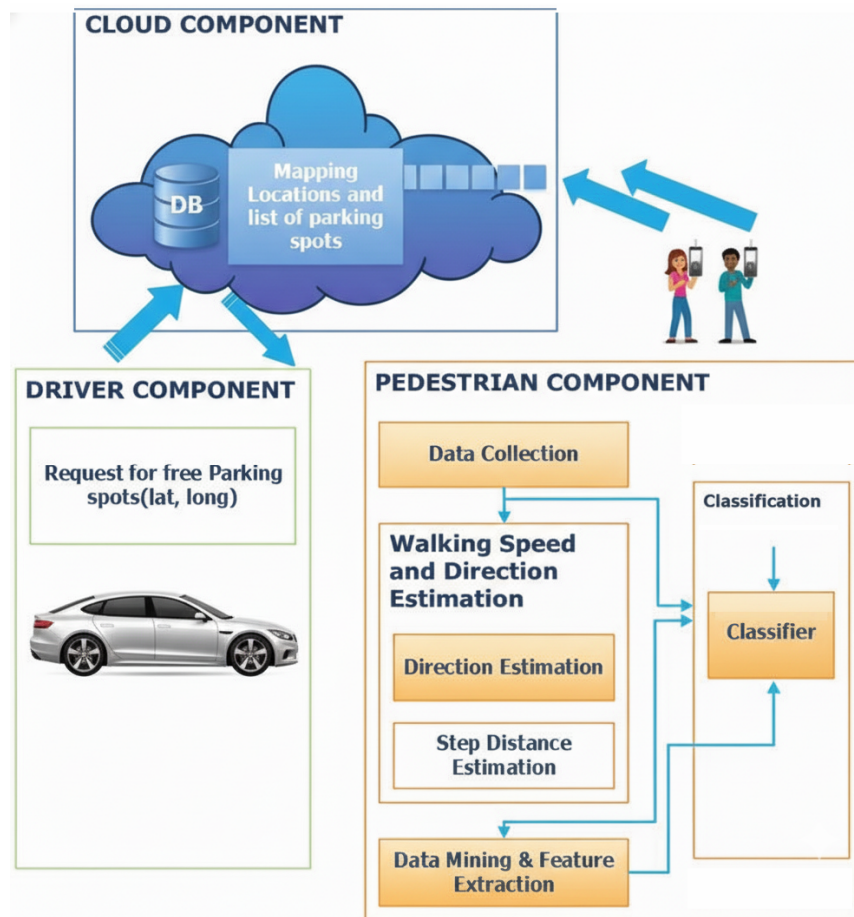 CLOUD COMPONENT
DB
Mapping
Locations and
list of parking
spots
DRIVER COMPONENT
Request for free Parking
spots(lat, long)
PEDESTRIAN COMPONENT
Data Collection
Walking Speed
and Direction
Estimation
Direction Estimation
Step Distance
Estimation
Data Mining & Feature
Extraction
Classification
Classifier